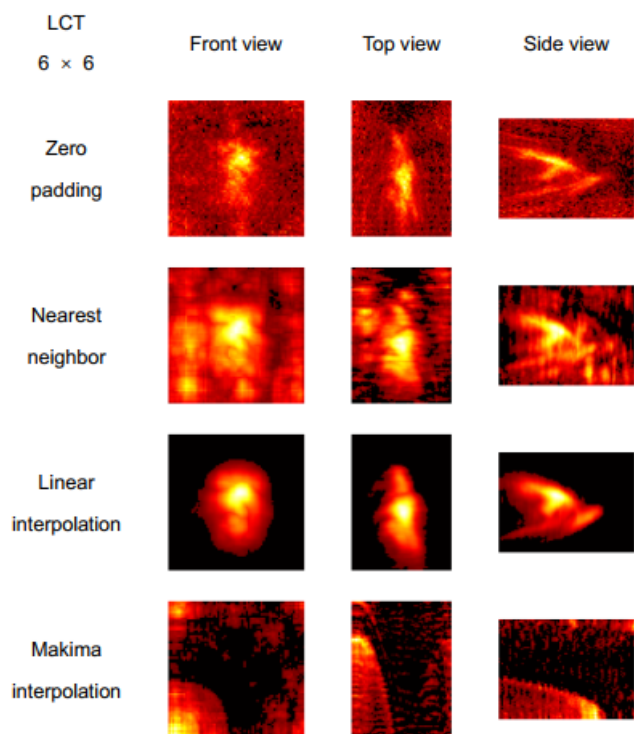 LCT
6 × 6
Front view
Top view
Side view
Zero
padding
Nearest
neighbor
Linear
interpolation
Makima
interpolation